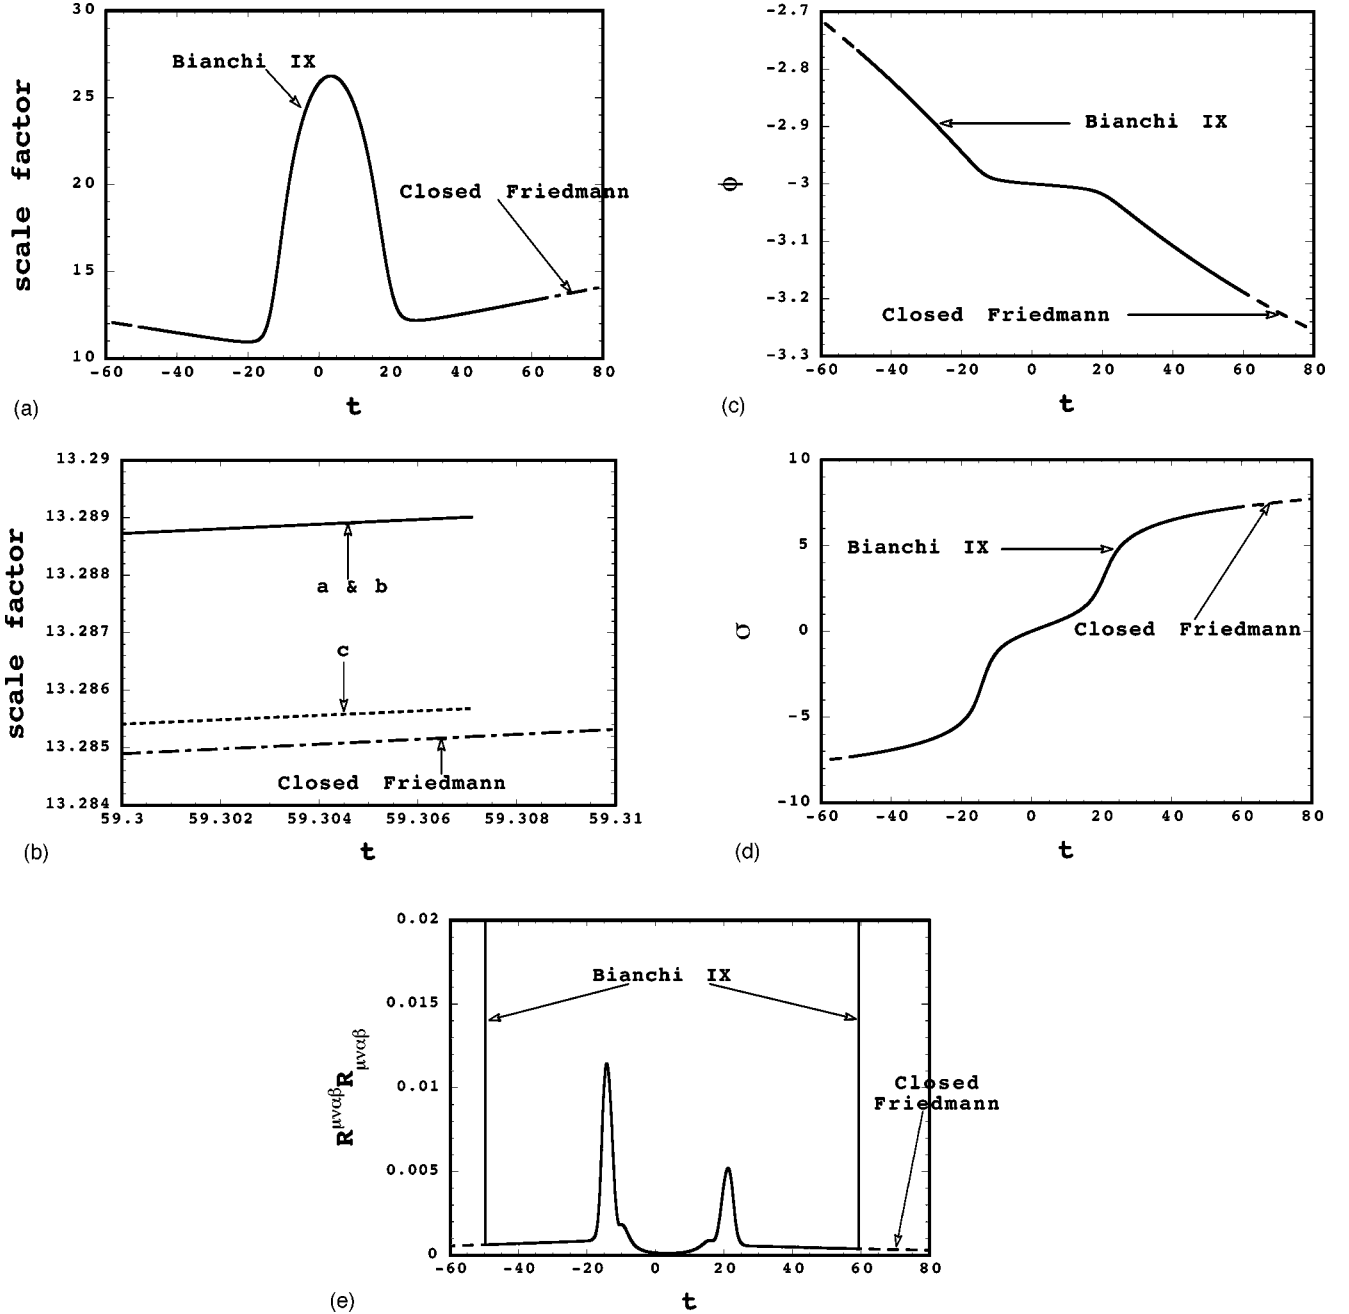 30
25
20
15
10
scale factor
Bianchi IX
Closed Friedmann
-60 -40 -20 0 20 40 60 80
t
(a)
-2.7
-2.8
-2.9
-3
-3.1
-3.2
-3.3
ϕ
Bianchi IX
Closed Friedmann
-60 -40 -20 0 20 40 60 80
t
(c)
13.29
13.289
13.288
13.287
13.286
13.285
13.284
scale factor
a & b
c
Closed Friedmann
59.3 59.302 59.304 59.306 59.308 59.31
t
(b)
10
5
0
-5
-10
σ
Bianchi IX
Closed Friedmann
-60 -40 -20 0 20 40 60 80
t
(d)
0.02
0.015
0.01
0.005
0
R^μναβ R_μναβ
Bianchi IX
Closed
Friedmann
-60 -40 -20 0 20 40 60 80
t
(e)